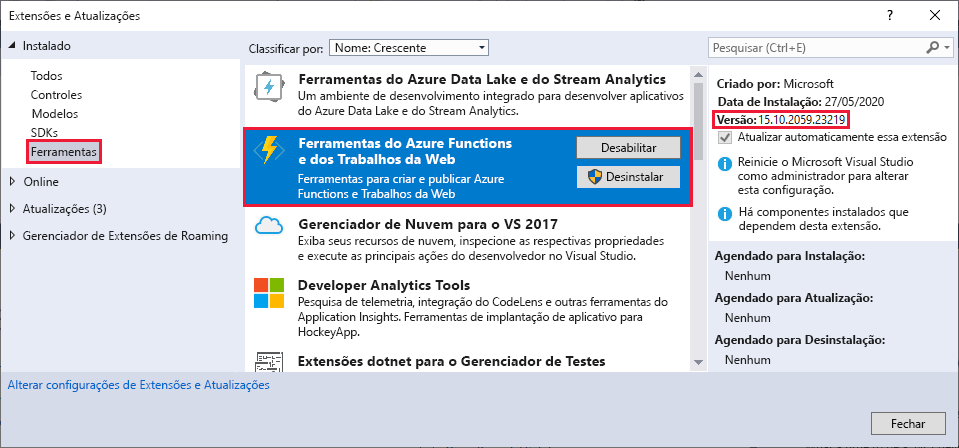 Extensões e Atualizações
? 
Instalado
Todos
Controles
Modelos
SDKs
Ferramentas
Online
Atualizações (3)
Gerenciador de Extensões de Roaming
Classificar por: Nome: Crescente
Ferramentas do Azure Data Lake e do Stream Analytics
Um ambiente de desenvolvimento integrado para desenvolver aplicativos
do Azure Data Lake e do Stream Analytics.
Ferramentas do Azure Functions
e dos Trabalhos da Web
Ferramentas para criar e publicar Azure
Functions e Trabalhos da Web
Desabilitar
Desinstalar
Gerenciador de Nuvem para o VS 2017
Exiba seus recursos de nuvem, inspecione as respectivas propriedades
e execute as principais ações do desenvolvedor no Visual Studio.
Developer Analytics Tools
Pesquisa de telemetria, integração do CodeLens e outras ferramentas do
Application Insights. Ferramentas de implantação de aplicativo para
HockeyApp.
Extensões dotnet para o Gerenciador de Testes
Pesquisar (Ctrl+E)
Criado por: Microsoft
Data de Instalação: 27/05/2020
Versão: 15.10.2059.23219
Atualizar automaticamente essa extensão
Reinicie o Microsoft Visual Studio
como administrador para alterar
esta configuração.
Há componentes instalados que
dependem desta extensão.
Agendado para Instalação:
Nenhum
Agendado para Atualização:
Nenhum
Agendado para Desinstalação:
Nenhum
Alterar configurações de Extensões e Atualizações
Fechar